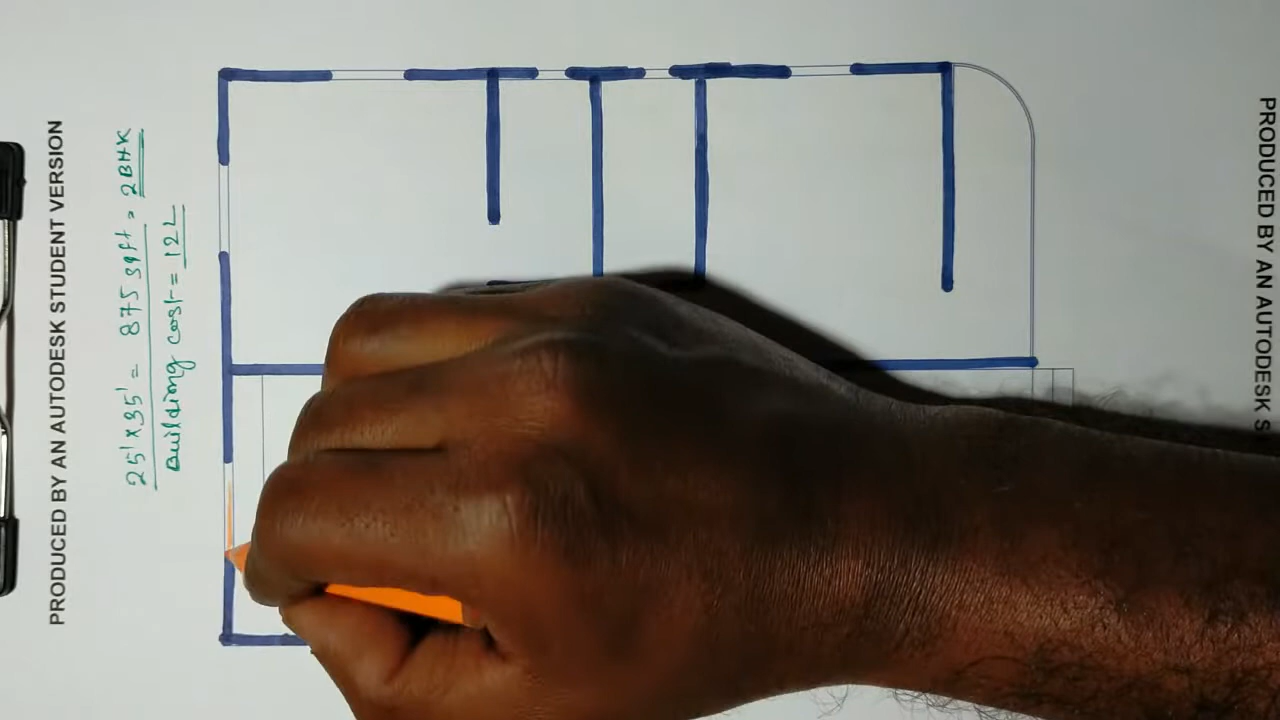 PRODUCED BY AN AUTODESK STUDENT VERSION
25'x35' = 875 sqft = 2BHK
Building cost = 12L
PRODUCED BY AN AUTODESK S